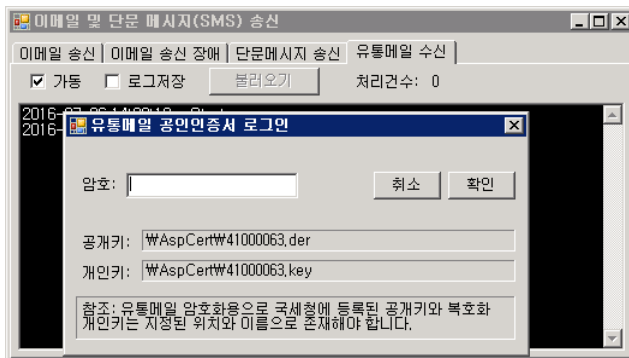 이메일 및 단문 메시지(SMS) 송신
이메일 송신 이메일 송신 장애 단문메시지 송신 유통메일 수신
가동 로그저장 불러오기 처리건수: 0
2016-
2016-
유통메일 공인인증서 로그인
암호: 취소 확인
공개키: ₩AspCert₩41000063.der
개인키: ₩AspCert₩41000063.key
참조: 유통메일 암호화용으로 국세청에 등록된 공개키와 복호화
개인키는 지정된 위치와 이름으로 존재해야 합니다.